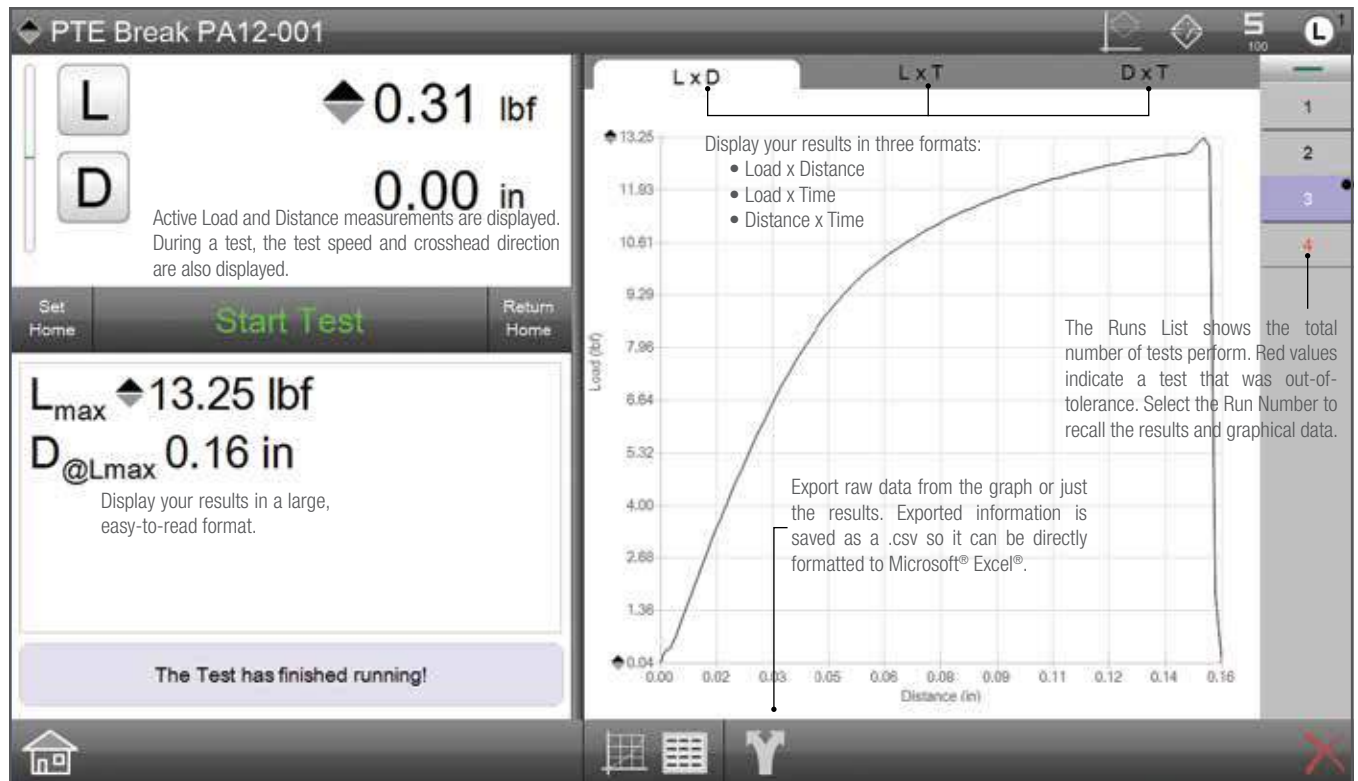 PTE Break PA12-001
5
100
L
1
L
0.31 lbf
D
0.00 in
Active Load and Distance measurements are displayed.
During a test, the test speed and crosshead direction
are also displayed.
Set
Home
Start Test
Return
Home
Lmax 13.25 lbf
D@Lmax 0.16 in
Display your results in a large,
easy-to-read format.
The Test has finished running!
L x D
L x T
D x T
Display your results in three formats:
• Load x Distance
• Load x Time
• Distance x Time
13.25
11.93
10.61
9.29
7.96
6.64
5.32
4.00
2.68
1.36
0.04
Load (lbf)
0.00 0.02 0.03 0.05 0.06 0.08 0.09 0.11 0.12 0.14 0.16
Distance (in)
Export raw data from the graph or just
the results. Exported information is
saved as a .csv so it can be directly
formatted to Microsoft® Excel®.
1
2
3
4
The Runs List shows the total
number of tests perform. Red values
indicate a test that was out-of-
tolerance. Select the Run Number to
recall the results and graphical data.